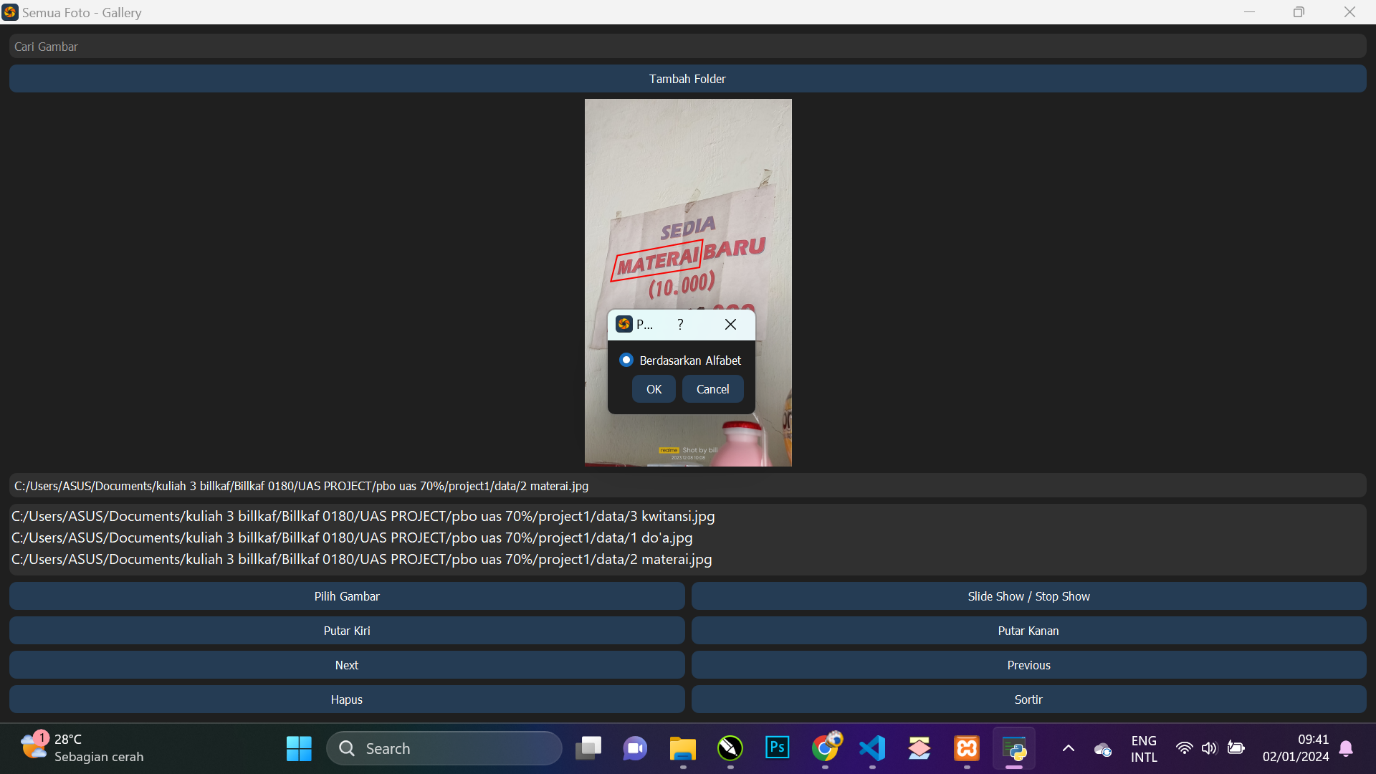 Semua Foto - Gallery
Cari Gambar
Tambah Folder
SEDIA
MATERAI BARU
(10.000)
P... ?
Berdasarkan Alfabet
OK Cancel
realme Shot by bill
C:/Users/ASUS/Documents/kuliah 3 billkaf/Billkaf 0180/UAS PROJECT/pbo uas 70%/project1/data/2 materai.jpg
C:/Users/ASUS/Documents/kuliah 3 billkaf/Billkaf 0180/UAS PROJECT/pbo uas 70%/project1/data/3 kwitansi.jpg
C:/Users/ASUS/Documents/kuliah 3 billkaf/Billkaf 0180/UAS PROJECT/pbo uas 70%/project1/data/1 do'a.jpg
C:/Users/ASUS/Documents/kuliah 3 billkaf/Billkaf 0180/UAS PROJECT/pbo uas 70%/project1/data/2 materai.jpg
Pilih Gambar Slide Show / Stop Show
Putar Kiri Putar Kanan
Next Previous
Hapus Sortir
1 28°C
Sebagian cerah
Search
Ps
ENG
INTL
09:41
02/01/2024